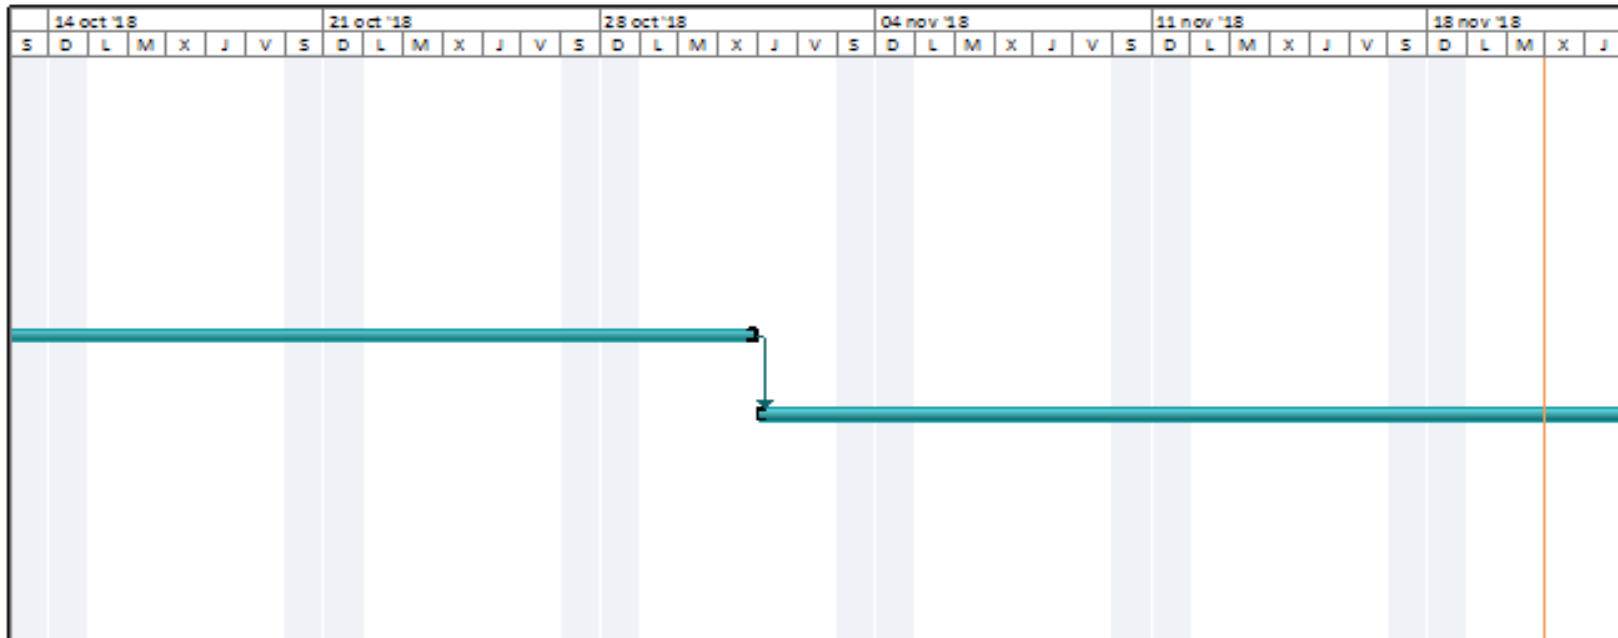 14 oct '18 21 oct '18 28 oct '18 04 nov '18 11 nov '18 18 nov '18
S D L M X J V S D L M X J V S D L M X J V S D L M X J V S D L M X J V S D L M X J